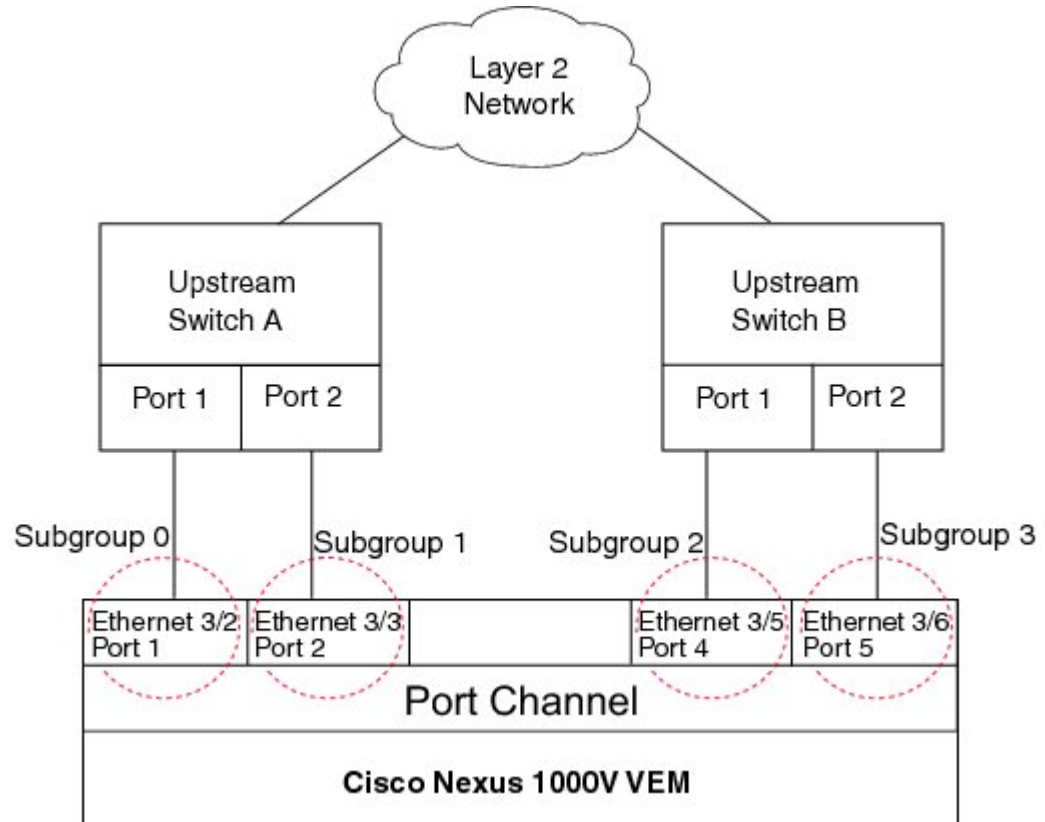 Layer 2
Network
Upstream
Switch A
Upstream
Switch B
Port 1
Port 2
Port 1
Port 2
Subgroup 0
Subgroup 1
Subgroup 2
Subgroup 3
Ethernet 3/2
Port 1
Ethernet 3/3
Port 2
Ethernet 3/5
Port 4
Ethernet 3/6
Port 5
Port Channel
Cisco Nexus 1000V VEM